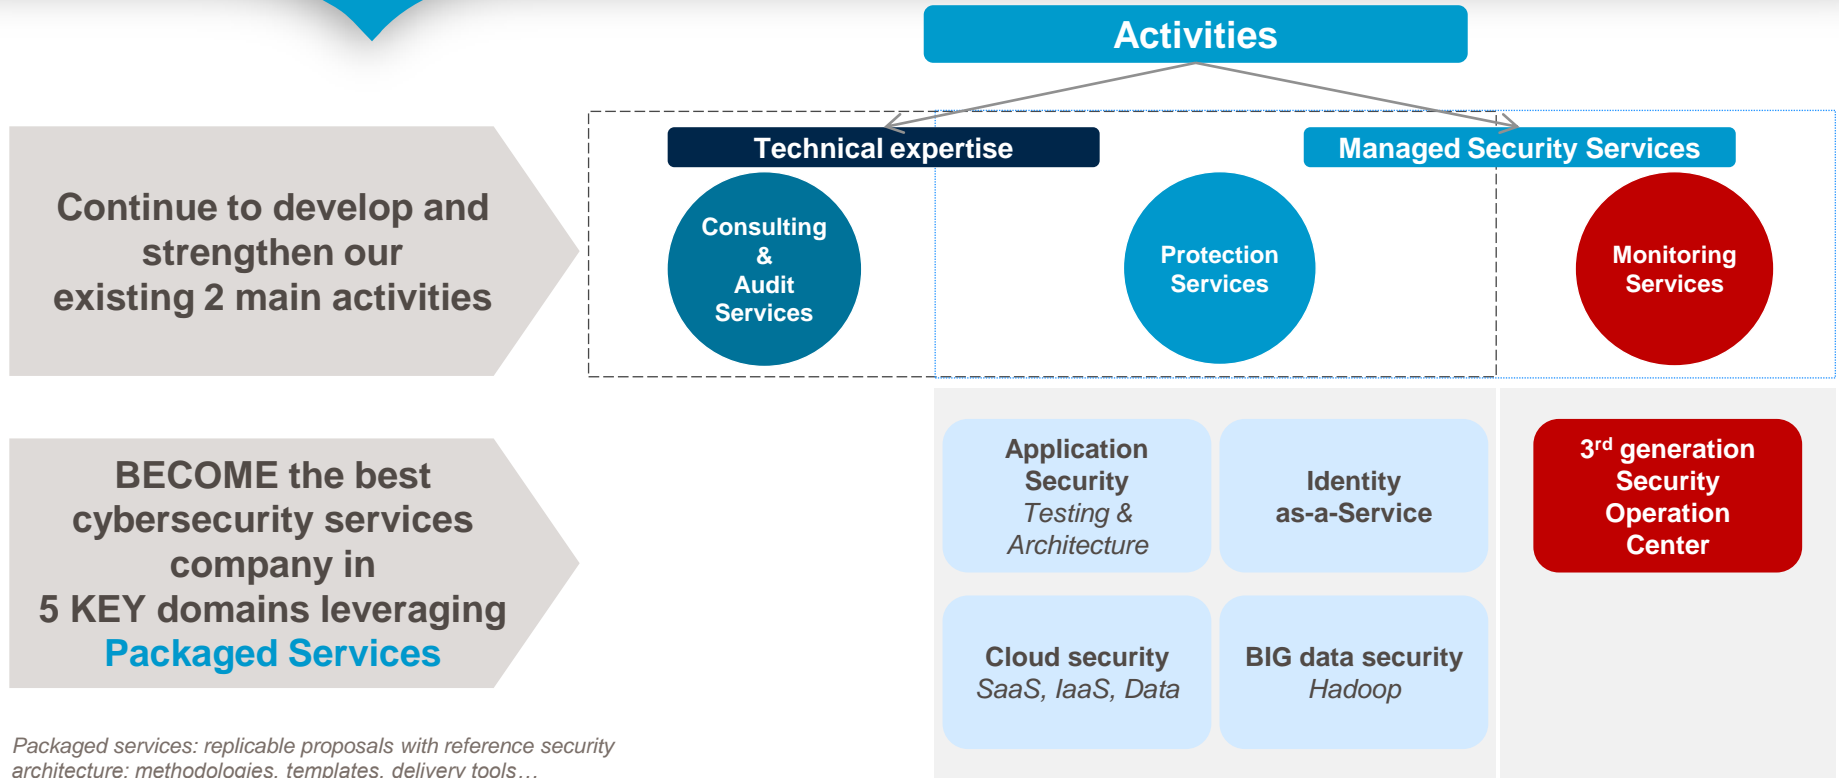 Activities
Technical expertise
Managed Security Services
Continue to develop and
strengthen our
existing 2 main activities
Consulting
&
Audit
Services
Protection
Services
Monitoring
Services
BECOME the best
cybersecurity services
company in
5 KEY domains leveraging
Packaged Services
Application
Security
Testing &
Architecture
Identity
as-a-Service
3rd generation
Security
Operation
Center
Cloud security
SaaS, IaaS, Data
BIG data security
Hadoop
Packaged services: replicable proposals with reference security
architecture: methodologies, templates, delivery tools…